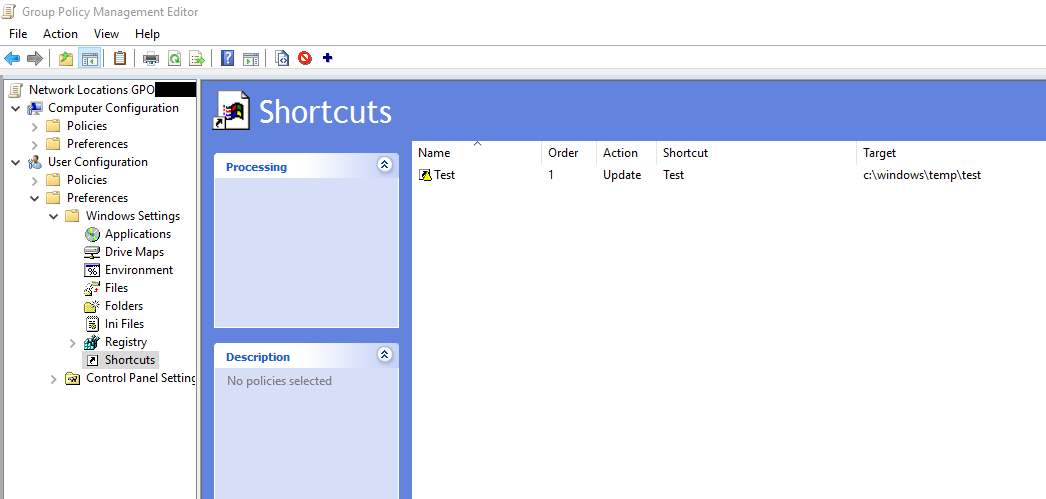 Group Policy Management Editor
File Action View Help
Network Locations GPO
Computer Configuration
Policies
Preferences
User Configuration
Policies
Preferences
Windows Settings
Applications
Drive Maps
Environment
Files
Folders
Ini Files
Registry
Shortcuts
Control Panel Setting
Shortcuts
Processing
Description
No policies selected
Name Order Action Shortcut Target
Test 1 Update Test c:\windows\temp\test